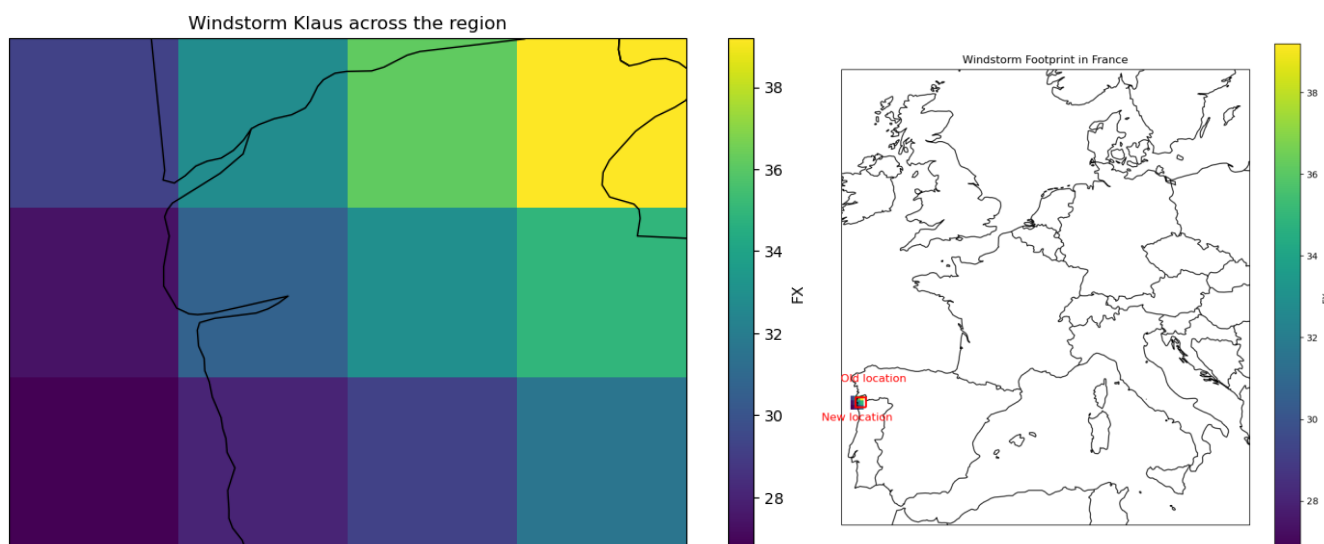 Windstorm Klaus across the region
38
36
34
32
30
28
FX
Windstorm Footprint in France
Old location
New location
38
36
34
32
30
28